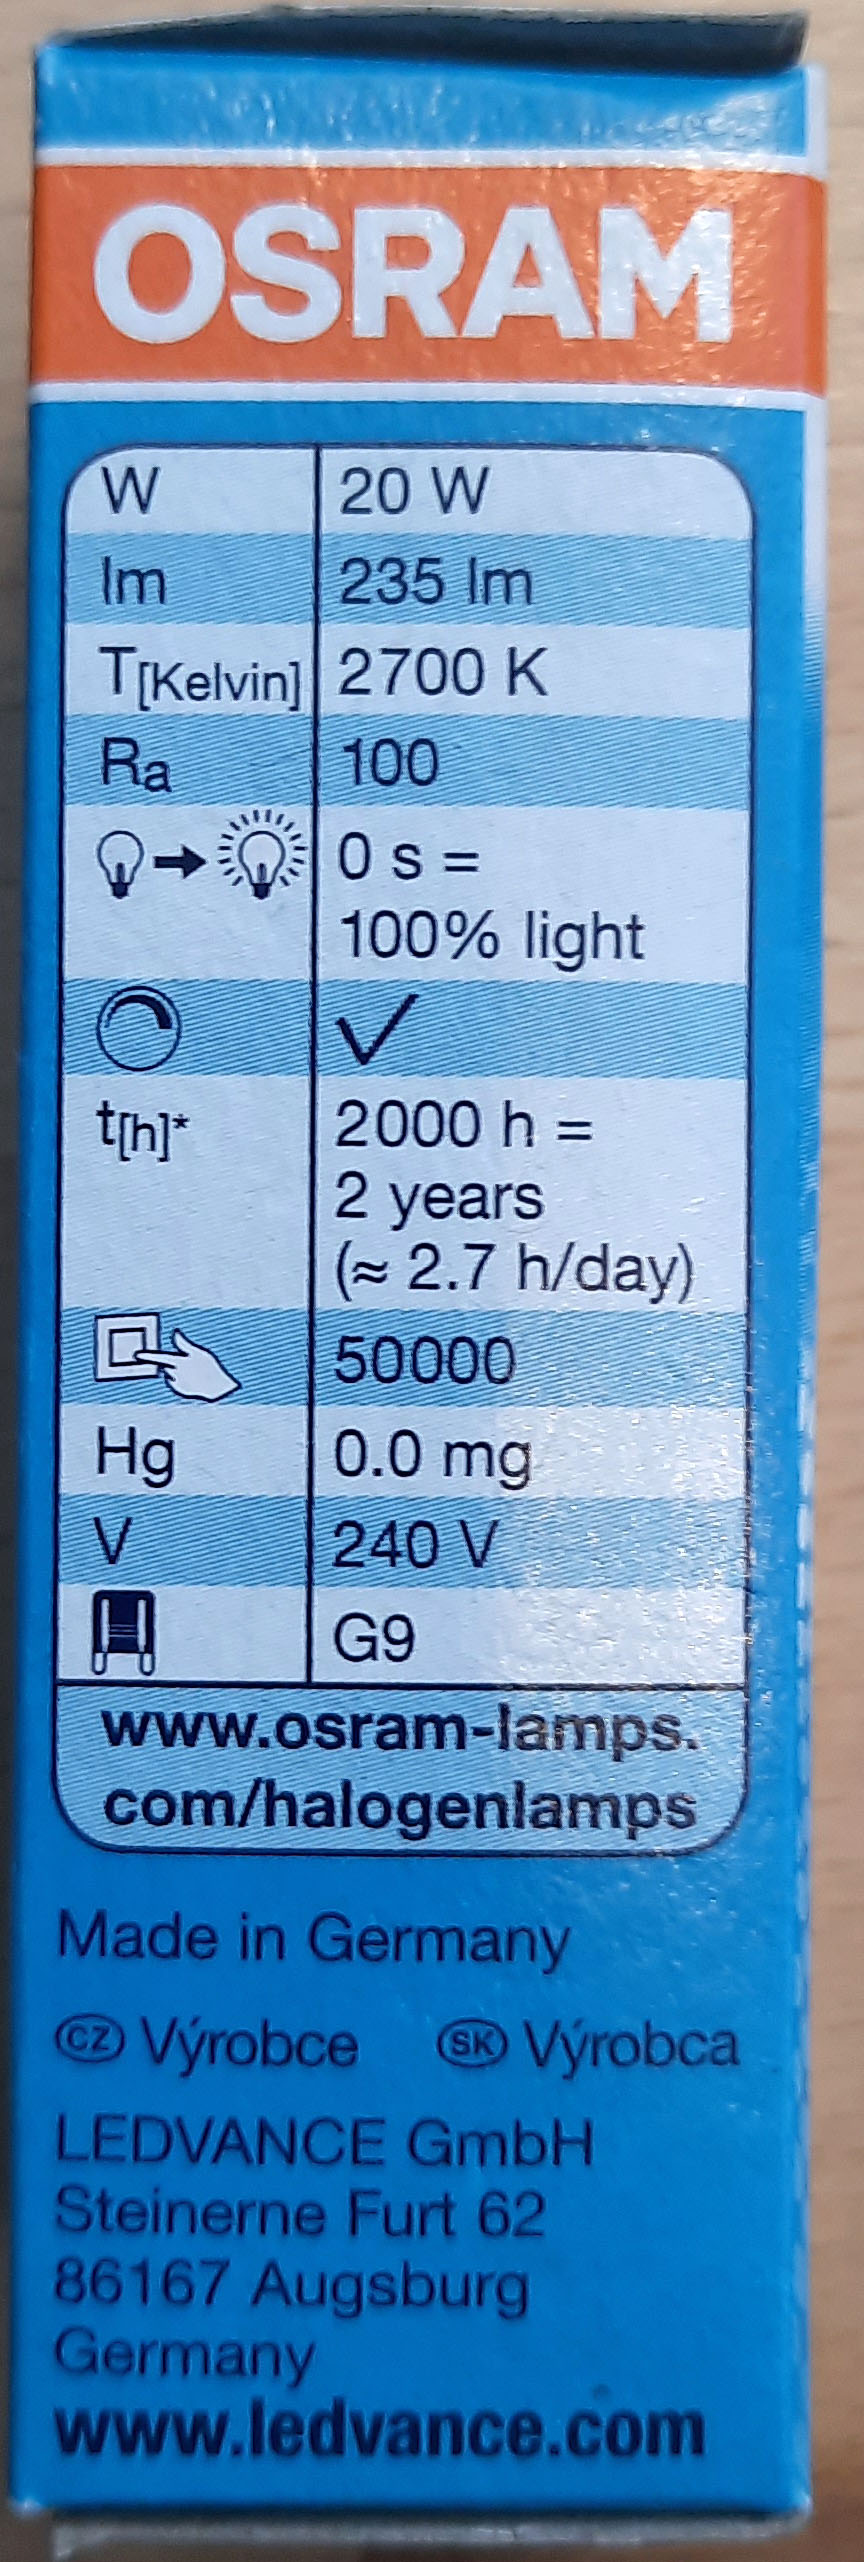 OSRAM
W 20 W
lm 235 lm
T[Kelvin] 2700 K
Ra 100
0 s =
100% light
t[h]* 2000 h =
2 years
(≈ 2.7 h/day)
50000
Hg 0.0 mg
V 240 V
G9
www.osram-lamps.
com/halogenlamps
Made in Germany
CZ Výrobce SK Výrobca
LEDVANCE GmbH
Steinerne Furt 62
86167 Augsburg
Germany
www.ledvance.com